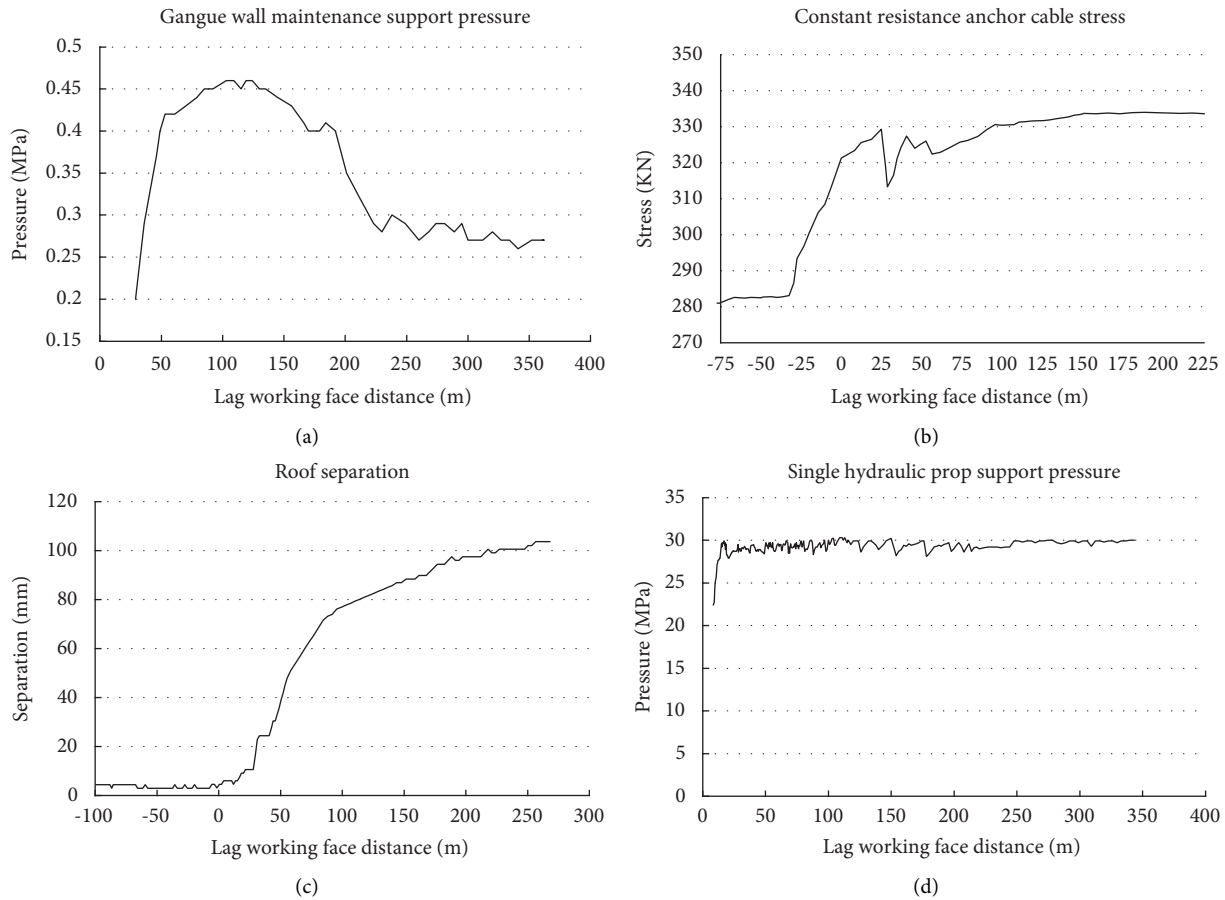 Gangue wall maintenance support pressure
0.5
0.45
0.4
0.35
0.3
0.25
0.2
0.15
Pressure (MPa)
0 50 100 150 200 250 300 350 400
Lag working face distance (m)
(a)
Constant resistance anchor cable stress
350
340
330
320
310
300
290
280
270
Stress (KN)
-75 -50 -25 0 25 50 75 100 125 150 175 200 225
Lag working face distance (m)
(b)
Roof separation
120
100
80
60
40
20
0
Separation (mm)
-100 -50 0 50 100 150 200 250 300
Lag working face distance (m)
(c)
Single hydraulic prop support pressure
35
30
25
20
15
10
5
0
Pressure (MPa)
0 50 100 150 200 250 300 350 400
Lag working face distance (m)
(d)